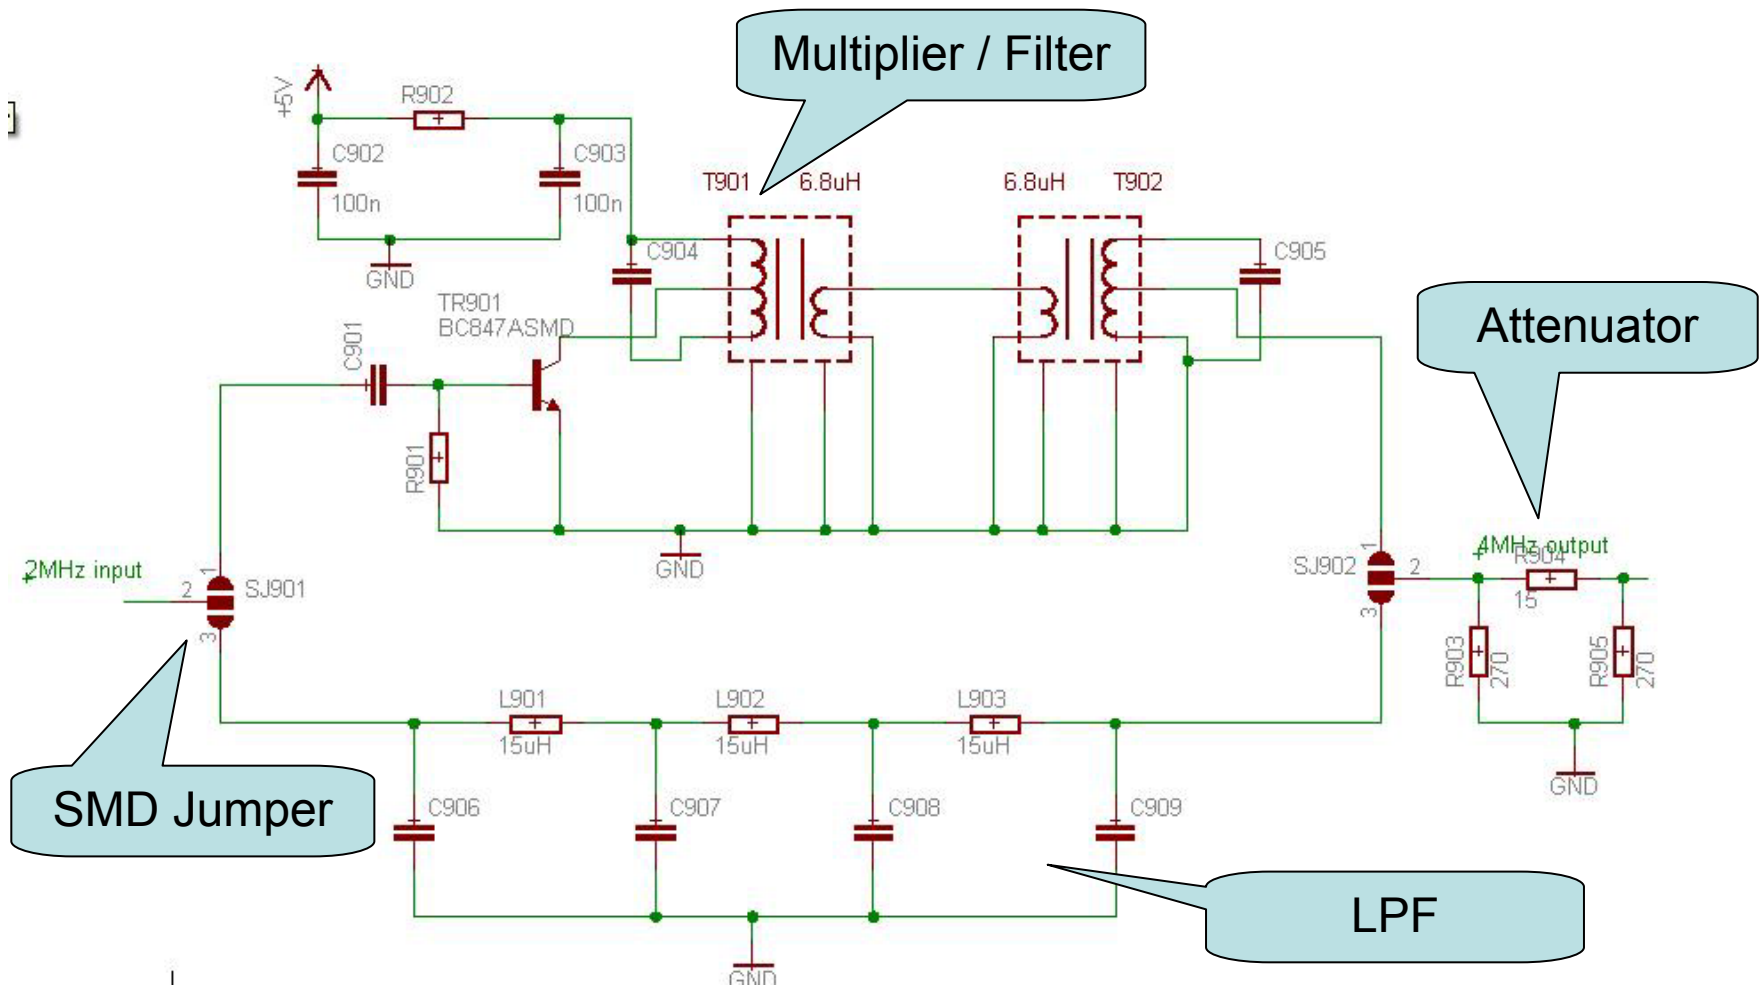 Multiplier / Filter
+5V
R902
C902
100n
C903
100n
GND
T901
6.8uH
6.8uH
T902
C904
C905
TR901
BC847ASMD
C901
R901
GND
Attenuator
2MHz input
1
2
3
SJ901
SJ902
1
2
3
4MHz output
R904
15
R903
270
R905
270
GND
SMD Jumper
L901
15uH
L902
15uH
L903
15uH
C906
C907
C908
C909
LPF
GND